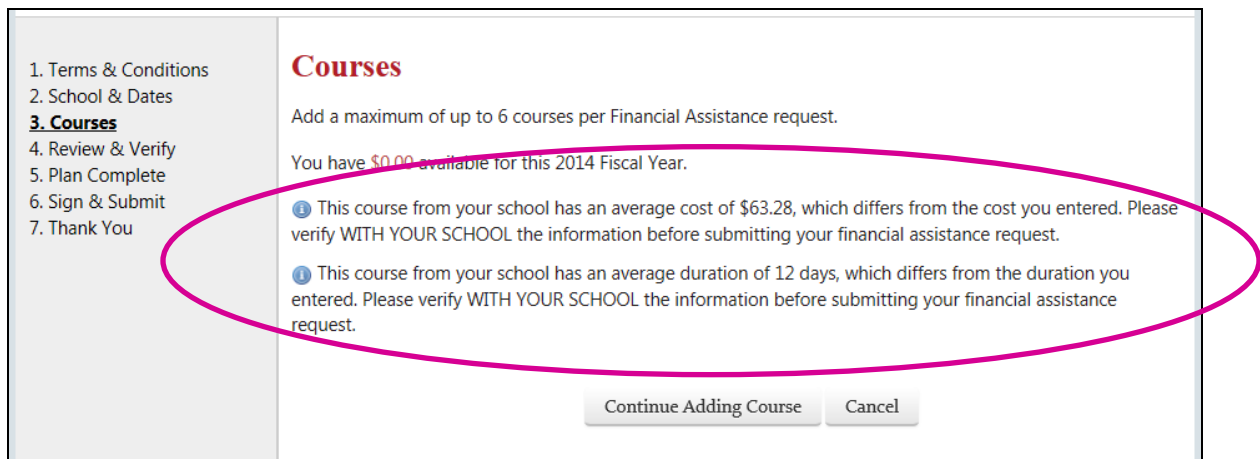 1. Terms & Conditions
2. School & Dates
3. Courses
4. Review & Verify
5. Plan Complete
6. Sign & Submit
7. Thank You
Courses
Add a maximum of up to 6 courses per Financial Assistance request.
You have $0.00 available for this 2014 Fiscal Year.
This course from your school has an average cost of $63.28, which differs from the cost you entered. Please
verify WITH YOUR SCHOOL the information before submitting your financial assistance request.
This course from your school has an average duration of 12 days, which differs from the duration you
entered. Please verify WITH YOUR SCHOOL the information before submitting your financial assistance
request.
Continue Adding Course Cancel